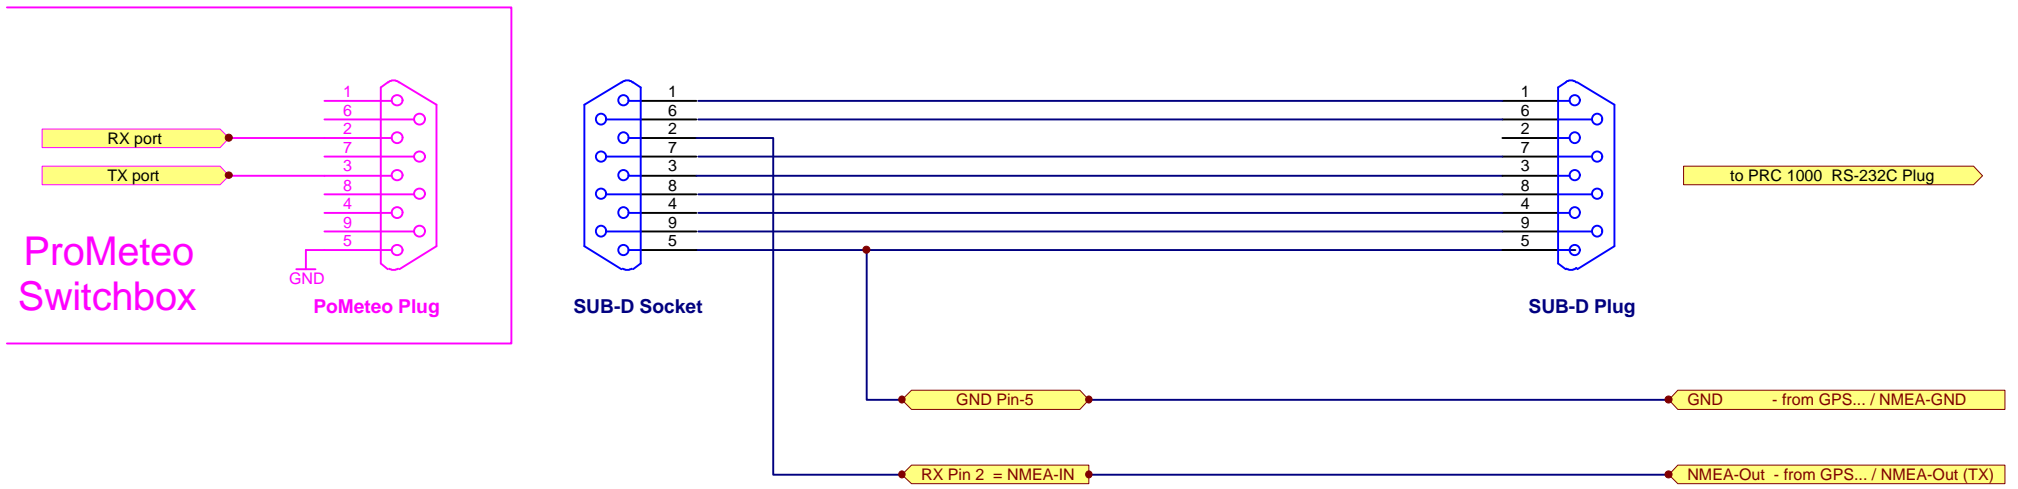 1
6
2
7
3
8
4
9
5
RX port
TX port
GND
ProMeteo
Switchbox
PoMeteo Plug
1
6
2
7
3
8
4
9
5
SUB-D Socket
1
6
2
7
3
8
4
9
5
SUB-D Plug
to PRC 1000 RS-232C Plug
GND Pin-5
GND - from GPS... / NMEA-GND
RX Pin 2 = NMEA-IN
NMEA-Out - from GPS... / NMEA-Out (TX)